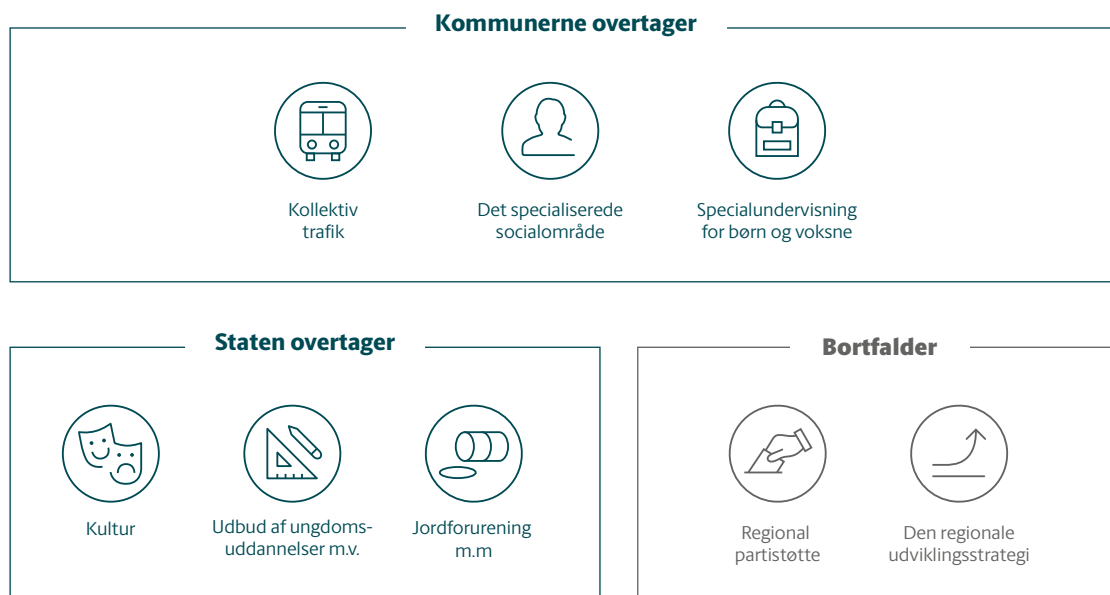 Kommunerne overtager
Kollektiv
trafik
Det specialiserede
socialområde
Specialundervisning
for børn og voksne
Staten overtager
Kultur
Udbud af ungdoms-
uddannelser m.v.
Jordforurening
m.m
Bortfalder
Regional
partistøtte
Den regionale
udviklingsstrategi